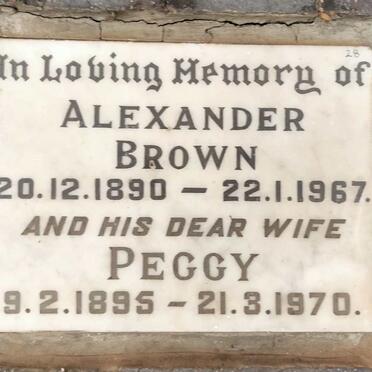 In Loving Memory of
28
ALEXANDER
BROWN
20.12.1890 — 22.1.1967.
AND HIS DEAR WIFE
PEGGY
9.2.1895 - 21.3.1970.